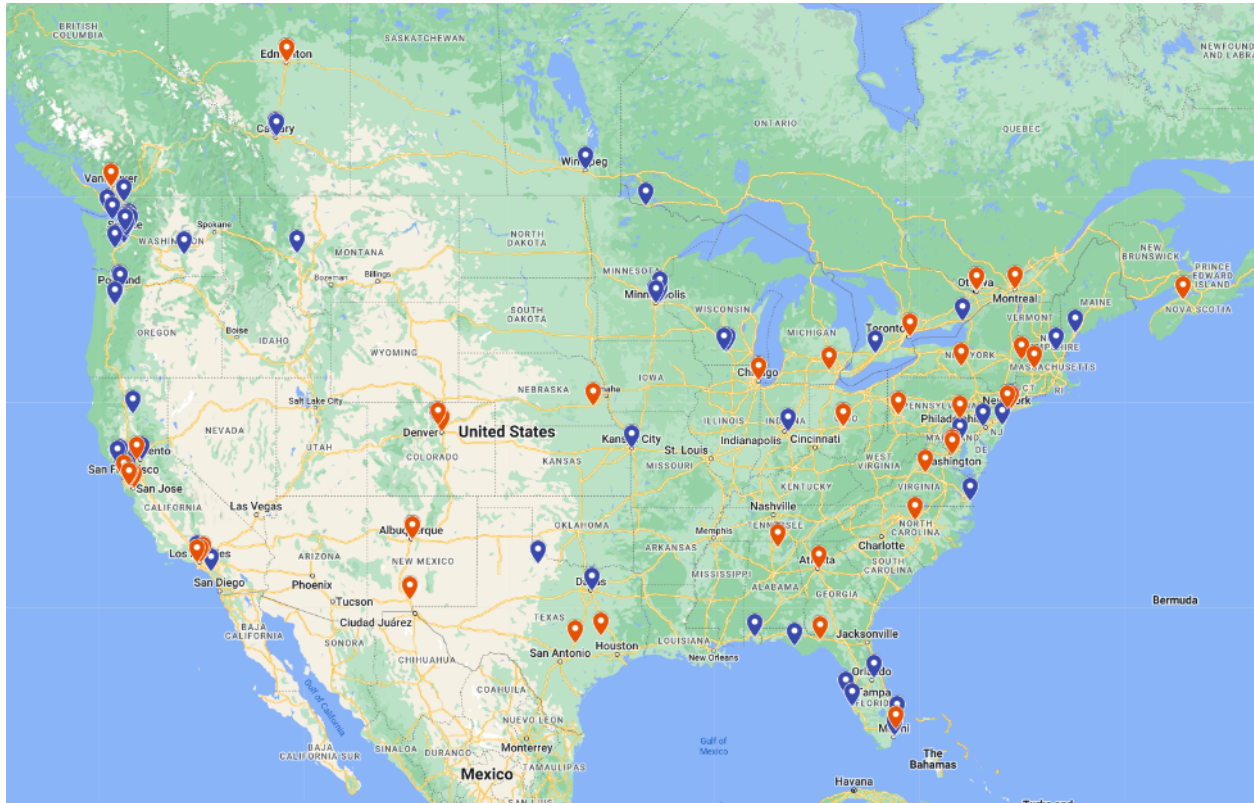 BRITISH
COLUMBIA
Edmonton
SASKATCHEWAN
NEWFOUND
AND LABRA
Calgary
ONTARIO
QUEBEC
Winnipeg
Vancouver
Spokane
WASHINGTON
NORTH
DAKOTA
MONTANA
Bozeman
Billings
MINNESOTA
Minneapolis
Portland
SOUTH
DAKOTA
WISCONSIN
MICHIGAN
Toronto
Ottawa
Montreal
NEW
BRUNSWICK
PRINCE
EDWARD
ISLAND
NOVA SCOTIA
MAINE
VERMONT
OREGON
Boise
IDAHO
WYOMING
NEW YORK
MASSACHUSETTS
CT
RI
IOWA
Chicago
NEBRASKA
Omaha
Salt Lake City
NEVADA
UTAH
Denver
United States
COLORADO
KANSAS
Kansas City
ILLINOIS
Indianapolis
Cincinnati
PENNSYLVANIA
New York
Philadelphia
NJ
DE
St. Louis
MISSOURI
WEST
VIRGINIA
Washington
VIRGINIA
San Francisco
San Jose
CALIFORNIA
Las Vegas
KENTUCKY
Nashville
TENNESSEE
NORTH
CAROLINA
Charlotte
OKLAHOMA
ARKANSAS
Memphis
Albuquerque
NEW MEXICO
ARIZONA
Phoenix
Los Angeles
San Diego
Tucson
Atlanta
SOUTH
CAROLINA
MISSISSIPPI
ALABAMA
GEORGIA
Dallas
TEXAS
Ciudad Juárez
BAJA
CALIFORNIA
SONORA
Bermuda
San Antonio
Houston
LOUISIANA
New Orleans
Jacksonville
CHIHUAHUA
Gulf of California
COAHUILA
Orlando
Tampa
FLORIDA
Miami
NUEVO LEON
Monterrey
BAJA
CALIFORNIA SUR
SINALOA
DURANGO
TAMAULIPAS
Gulf of
Mexico
The
Bahamas
Mexico
Havana